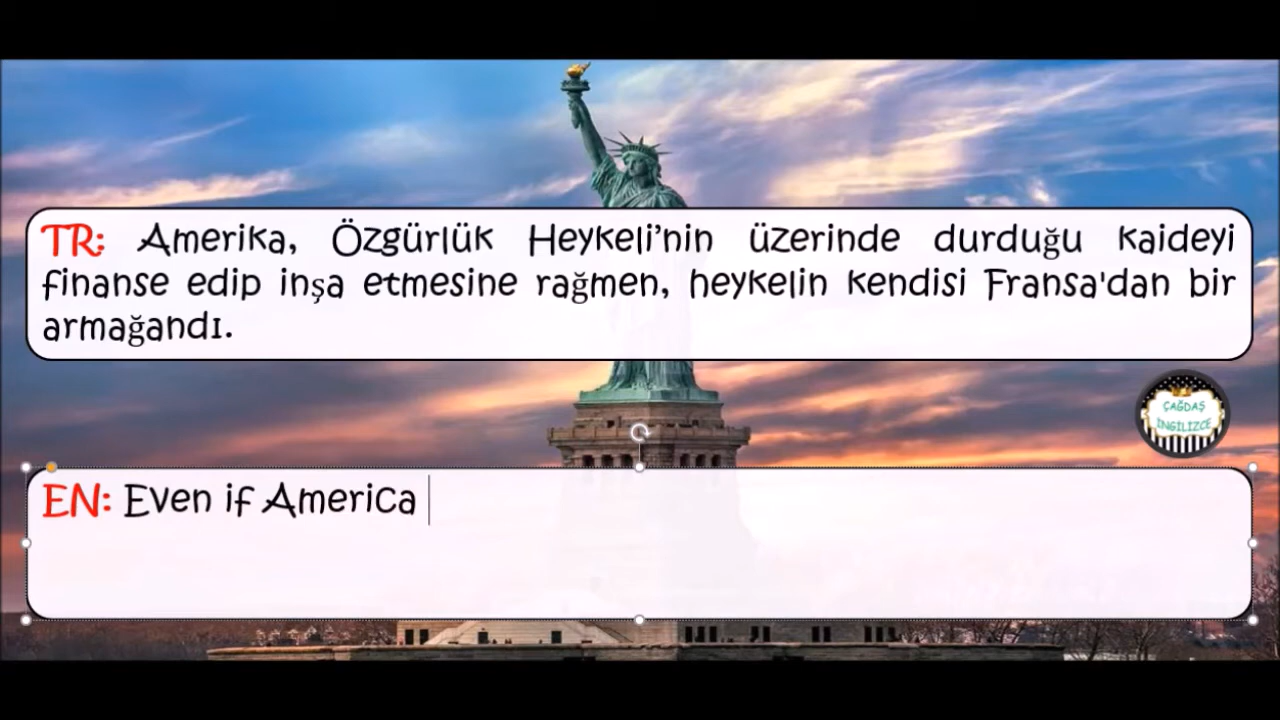 TR: Amerika, Özgürlük Heykeli’nin üzerinde durduğu kaideyi
finanse edip inşa etmesine rağmen, heykelin kendisi Fransa'dan bir
armağandı.
ÇAĞDAŞ
İNGİLİZCE
EN: Even if America